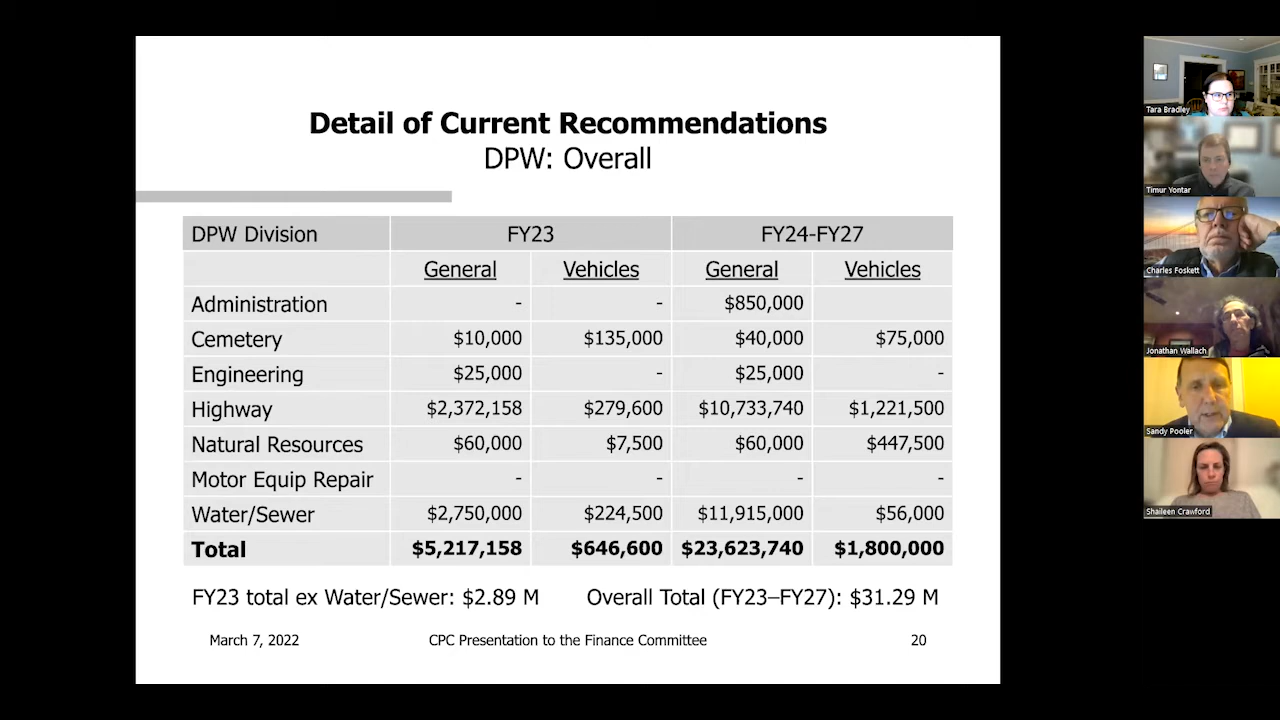 Detail of Current Recommendations
DPW: Overall
DPW Division FY23 FY24-FY27
General Vehicles General Vehicles
Administration - - $850,000
Cemetery $10,000 $135,000 $40,000 $75,000
Engineering $25,000 - $25,000 -
Highway $2,372,158 $279,600 $10,733,740 $1,221,500
Natural Resources $60,000 $7,500 $60,000 $447,500
Motor Equip Repair - - - -
Water/Sewer $2,750,000 $224,500 $11,915,000 $56,000
Total $5,217,158 $646,600 $23,623,740 $1,800,000
FY23 total ex Water/Sewer: $2.89 M Overall Total (FY23–FY27): $31.29 M
March 7, 2022 CPC Presentation to the Finance Committee 20
Tara Bradley
Timur Yontar
Charles Foskett
Jonathan Wallach
Sandy Pooler
Shaileen Crawford